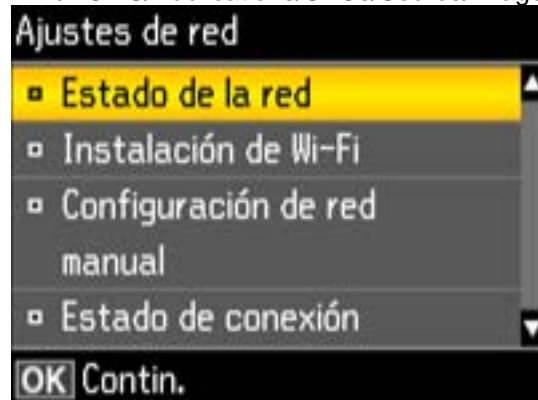 Ajustes de red
Estado de la red
Instalación de Wi-Fi
Configuración de red
manual
Estado de conexión
OK Contin.